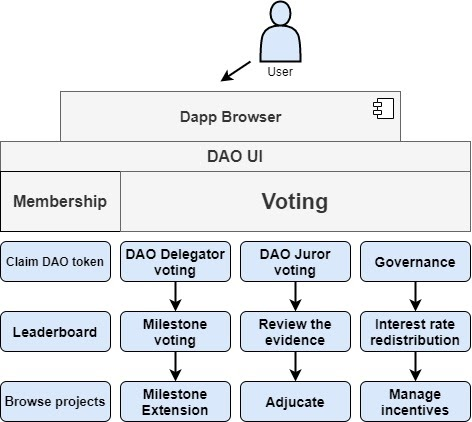 User
Dapp Browser
DAO UI
Membership
Voting
Claim DAO token
DAO Delegator
voting
DAO Juror
voting
Governance
Leaderboard
Milestone
voting
Review the
evidence
Interest rate
redistribution
Browse projects
Milestone
Extension
Adjucate
Manage
incentives